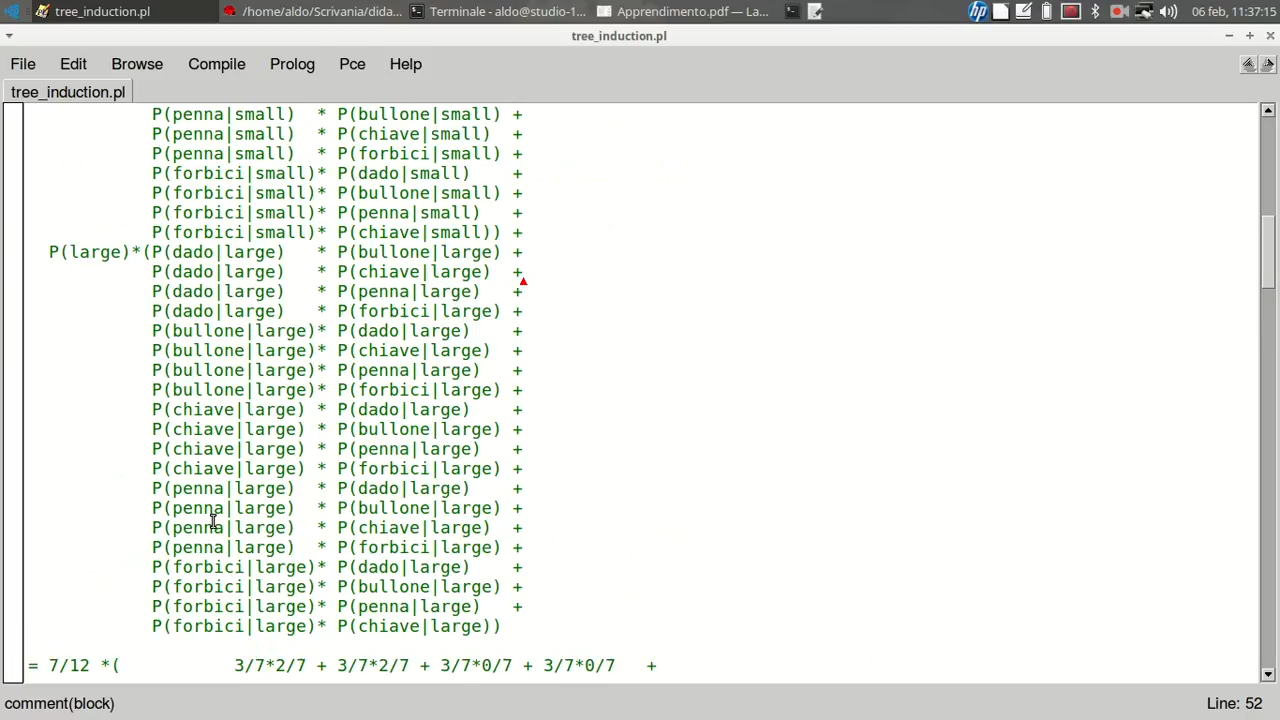 tree_induction.pl
/home/aldo/Scrivania/dida...
Terminale - aldo@studio-1...
Apprendimento.pdf — La...
06 feb, 11:37:15
tree_induction.pl
File Edit Browse Compile Prolog Pce Help
tree_induction.pl
P(penna|small)  * P(bullone|small) +
P(penna|small)  * P(chiave|small)  +
P(penna|small)  * P(forbici|small) +
P(forbici|small)* P(dado|small)    +
P(forbici|small)* P(bullone|small) +
P(forbici|small)* P(penna|small)   +
P(forbici|small)* P(chiave|small)) +
P(large)*(P(dado|large)   * P(bullone|large) +
P(dado|large)   * P(chiave|large)  +
P(dado|large)   * P(penna|large)   +
P(dado|large)   * P(forbici|large) +
P(bullone|large)* P(dado|large)    +
P(bullone|large)* P(chiave|large)  +
P(bullone|large)* P(penna|large)   +
P(bullone|large)* P(forbici|large) +
P(chiave|large) * P(dado|large)    +
P(chiave|large) * P(bullone|large) +
P(chiave|large) * P(penna|large)   +
P(chiave|large) * P(forbici|large) +
P(penna|large)  * P(dado|large)    +
P(penna|large)  * P(bullone|large) +
P(penna|large)  * P(chiave|large)  +
P(penna|large)  * P(forbici|large) +
P(forbici|large)* P(dado|large)    +
P(forbici|large)* P(bullone|large) +
P(forbici|large)* P(penna|large)   +
P(forbici|large)* P(chiave|large))
= 7/12 *(           3/7*2/7 + 3/7*2/7 + 3/7*0/7 + 3/7*0/7   +
comment(block)
Line: 52